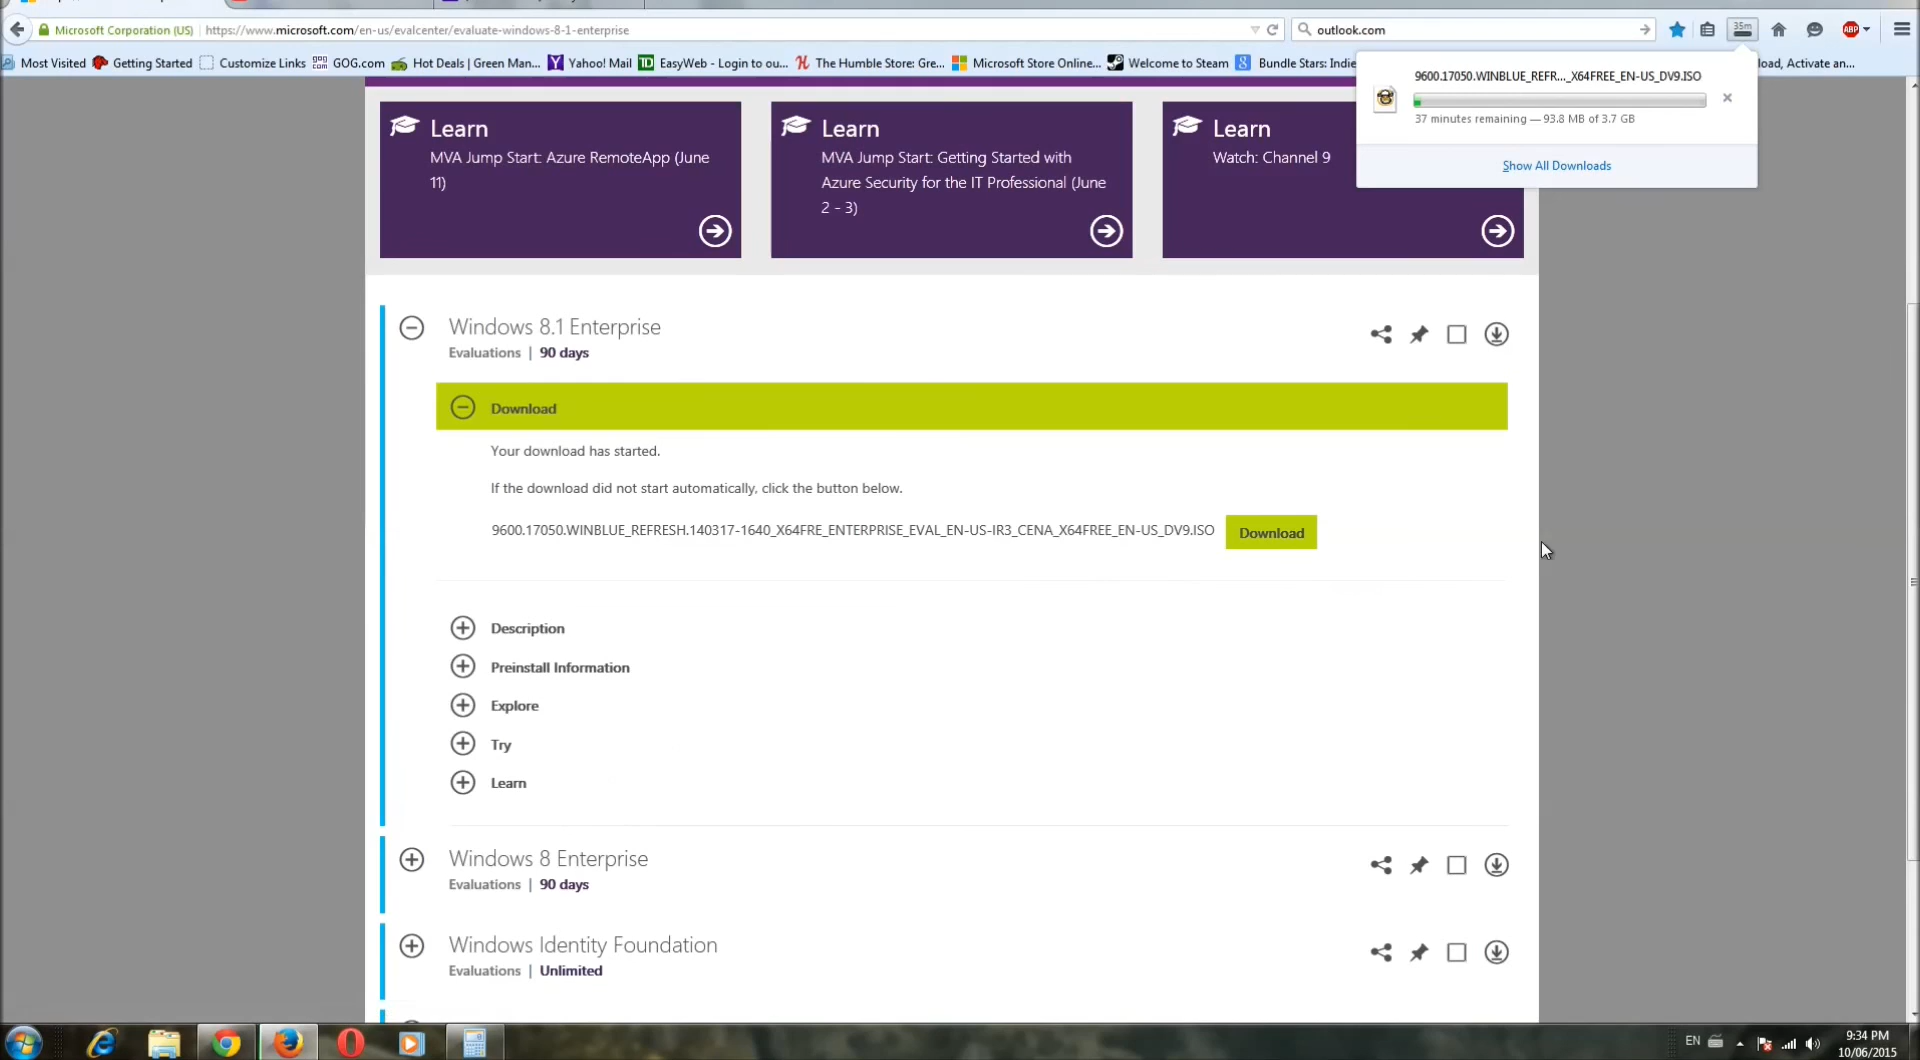 Microsoft Corporation (US)
https://www.microsoft.com/en-us/evalcenter/evaluate-windows-8-1-enterprise
outlook.com
35m
ABP
Most Visited
Getting Started
Customize Links
GOG.com
Hot Deals | Green Man...
Yahoo! Mail
EasyWeb - Login to ou...
The Humble Store: Gre...
Microsoft Store Online...
Welcome to Steam
Bundle Stars: Indie
load, Activate an...
9600.17050.WINBLUE_REFR..._X64FREE_EN-US_DV9.ISO
37 minutes remaining — 93.8 MB of 3.7 GB
Show All Downloads
Learn
MVA Jump Start: Azure RemoteApp (June
11)
Learn
MVA Jump Start: Getting Started with
Azure Security for the IT Professional (June
2 - 3)
Learn
Watch: Channel 9
Windows 8.1 Enterprise
Evaluations | 90 days
Download
Your download has started.
If the download did not start automatically, click the button below.
9600.17050.WINBLUE_REFRESH.140317-1640_X64FRE_ENTERPRISE_EVAL_EN-US-IR3_CENA_X64FREE_EN-US_DV9.ISO
Download
Description
Preinstall Information
Explore
Try
Learn
Windows 8 Enterprise
Evaluations | 90 days
Windows Identity Foundation
Evaluations | Unlimited
EN
9:34 PM
10/06/2015